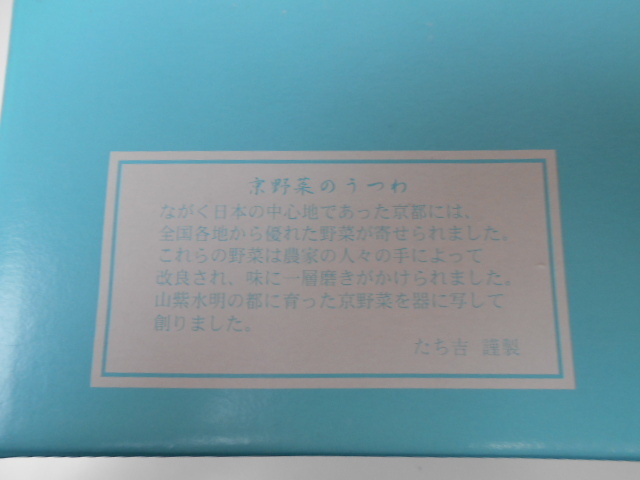 京野菜のうつわ
ながく日本の中心地であった京都には、
全国各地から優れた野菜が寄せられました。
これらの野菜は農家の人々の手によって
改良され、味に一層磨きがかけられました。
山紫水明の都に育った京野菜を器に写して
創りました。
たち吉 謹製